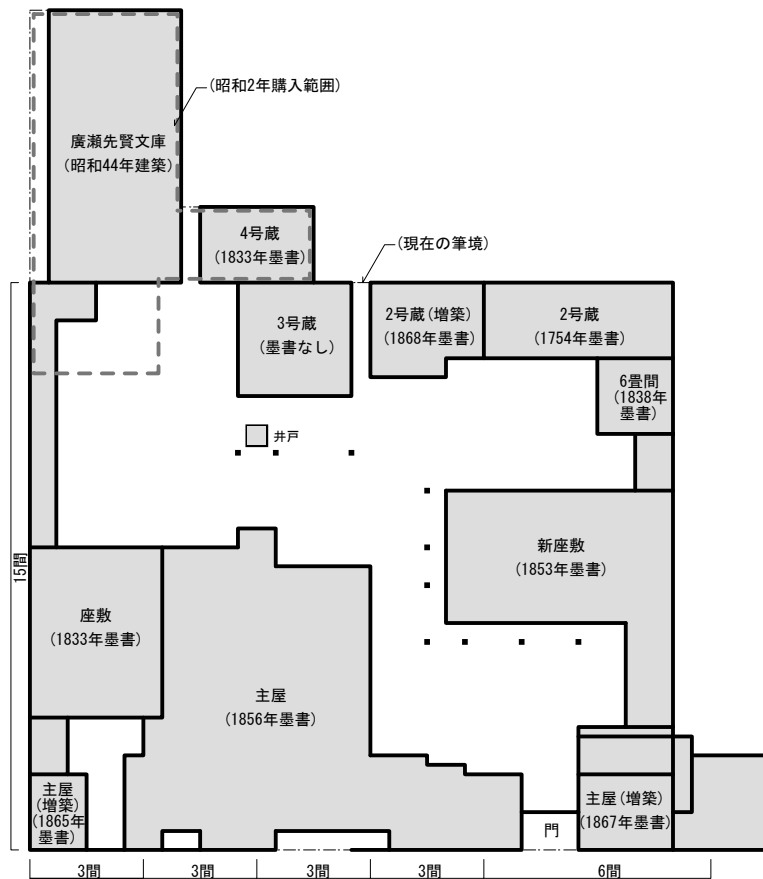 (昭和2年購入範囲)
廣瀬先賢文庫
(昭和44年建築)
4号蔵
(1833年墨書)
(現在の筆境)
3号蔵
(墨書なし)
2号蔵(増築)
(1868年墨書)
2号蔵
(1754年墨書)
6畳間
(1838年
墨書)
井戸
新座敷
(1853年墨書)
15間
座敷
(1833年墨書)
主屋
(1856年墨書)
主屋
(増築)
(1865年
墨書)
門
主屋(増築)
(1867年墨書)
3間
3間
3間
3間
6間